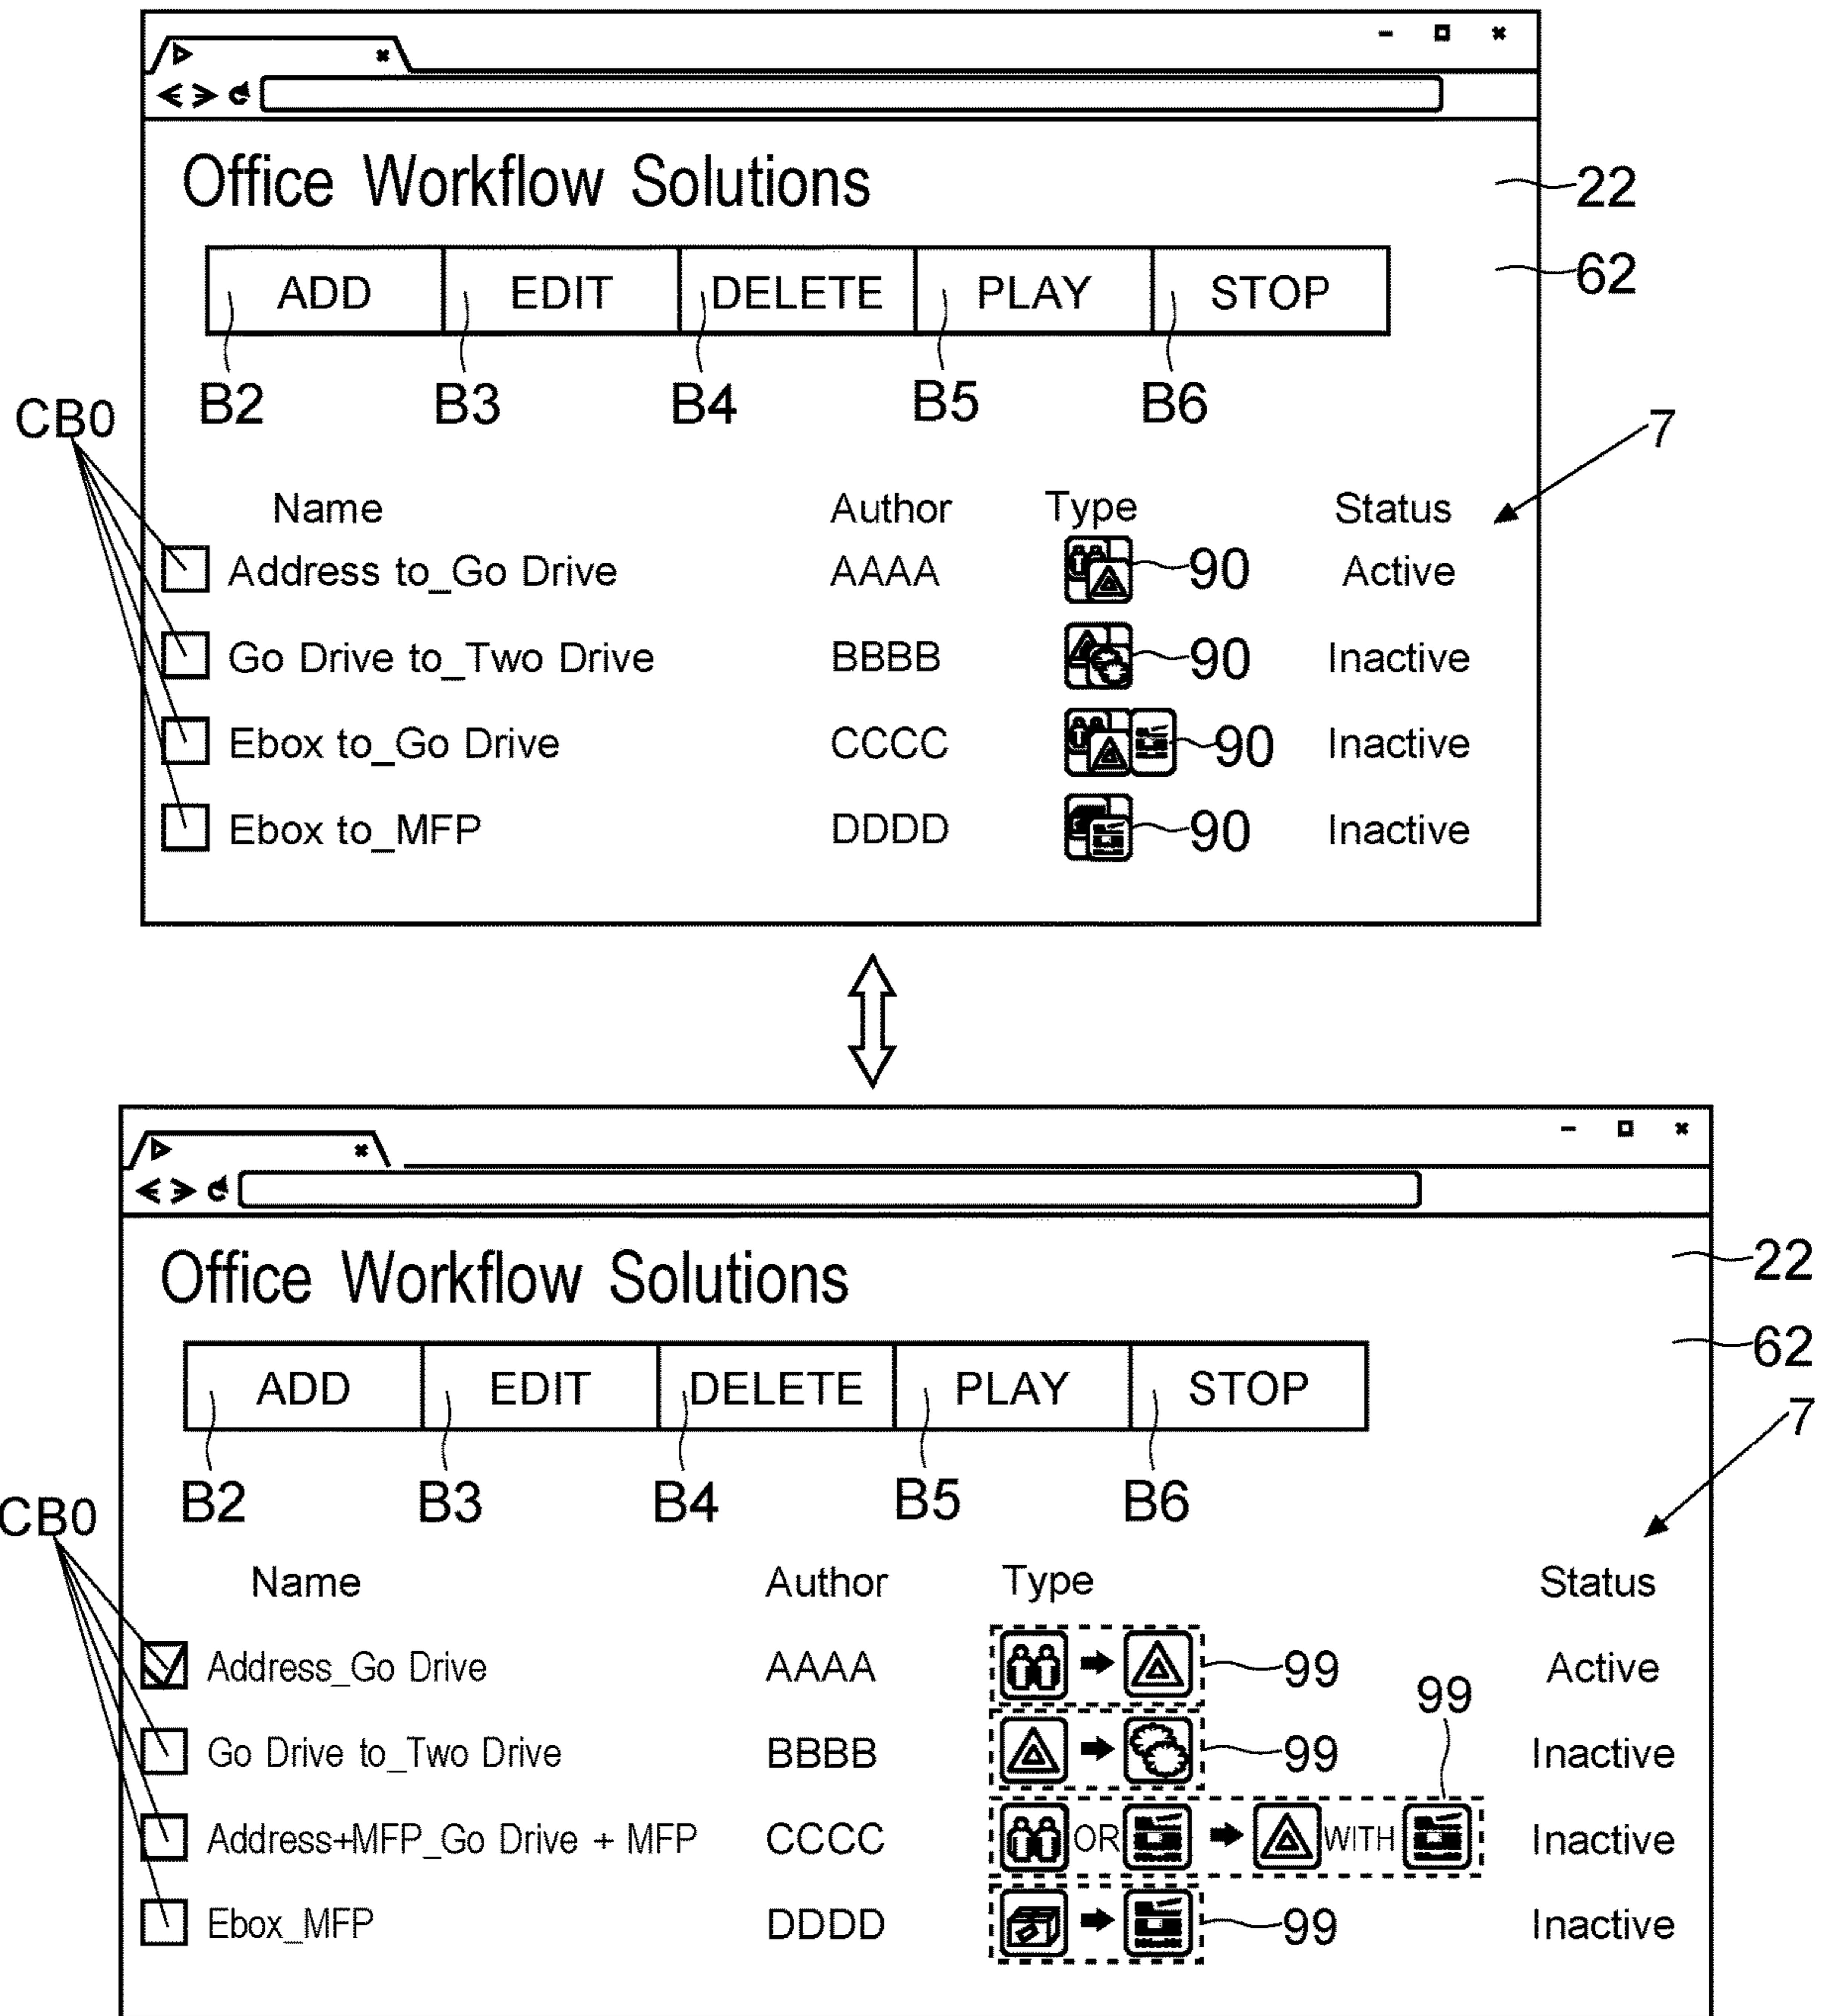 Office Workflow Solutions
22
ADD EDIT DELETE PLAY STOP
62
B2 B3 B4 B5 B6
CB0
7
Name Author Type Status
Address to_Go Drive AAAA 90 Active
Go Drive to_Two Drive BBBB 90 Inactive
Ebox to_Go Drive CCCC 90 Inactive
Ebox to_MFP DDDD 90 Inactive
Office Workflow Solutions
22
62
ADD EDIT DELETE PLAY STOP
7
B2 B3 B4 B5 B6
CB0
Name Author Type Status
Address_Go Drive AAAA 99 Active
99
Go Drive to_Two Drive BBBB 99 Inactive
Address+MFP_Go Drive + MFP CCCC OR WITH Inactive
Ebox_MFP DDDD 99 Inactive